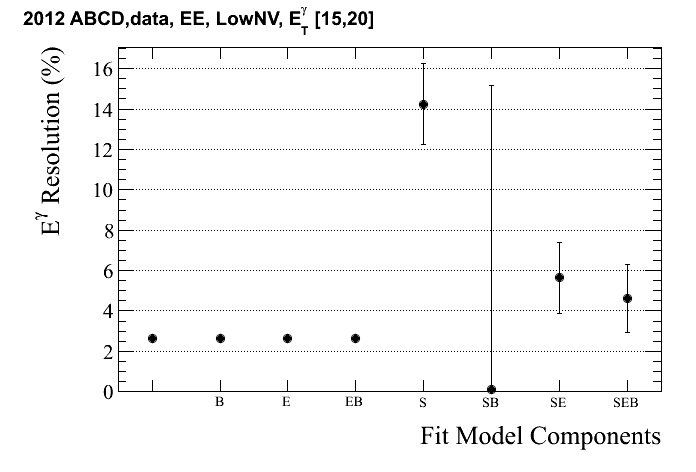 2012 ABCD,data, EE, LowNV, E_T^γ [15,20]
E^γ Resolution (%)
16
14
12
10
8
6
4
2
0
B E EB S SB SE SEB
Fit Model Components